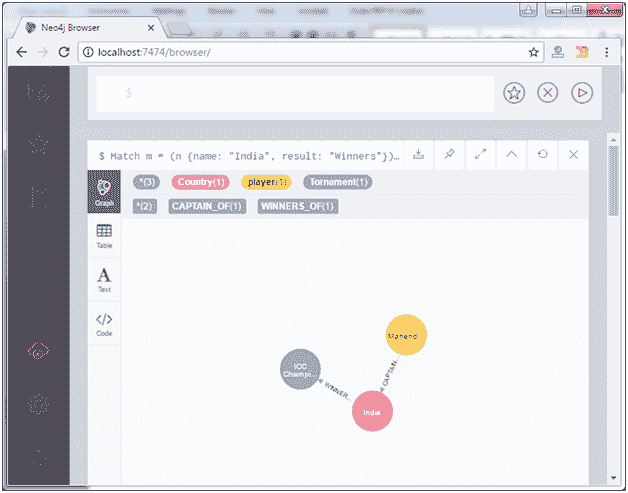 Neo4j Browser
localhost:7474/browser/
$
$ Match m = (n {name: "India", result: "Winners"})…
*(3) Country(1) player(1) Tornament(1)
*(2) CAPTAIN_OF(1) WINNERS_OF(1)
Graph
Table
A
Text
</>
Code
Mahend…
ICC
Champi…
CAPTAIN…
WINNER…
India